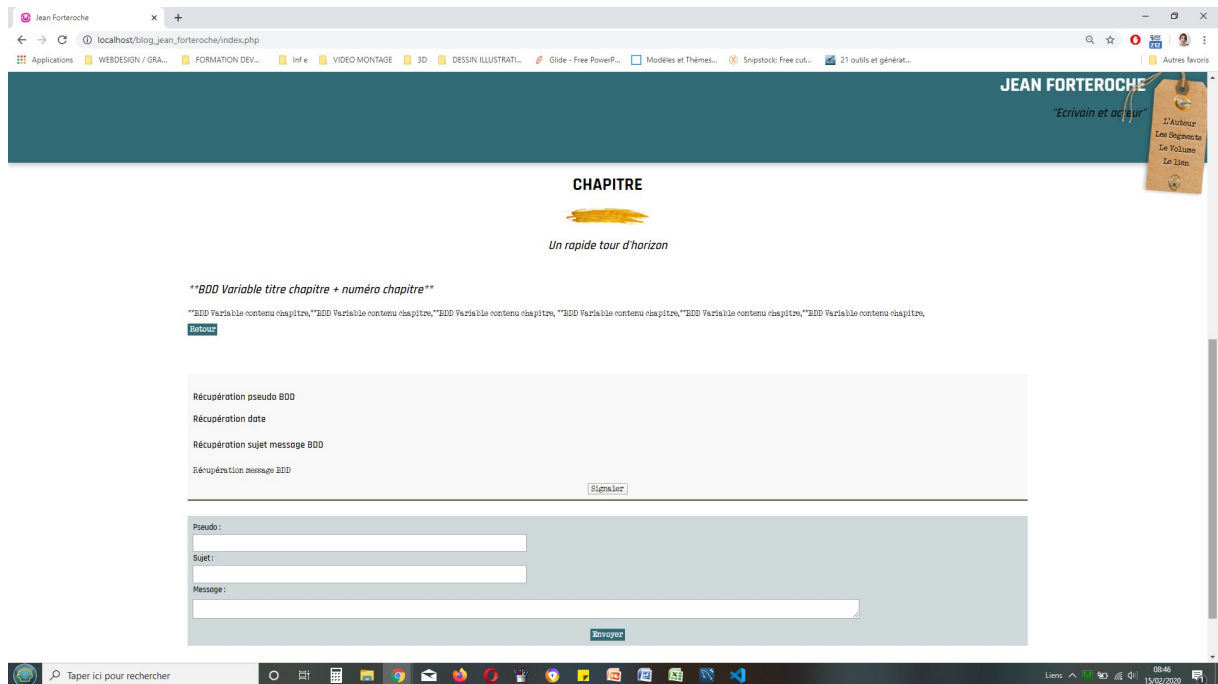 Jean Forteroche
localhost/blog_jean_forteroche/index.php
Applications WEBDESIGN / GRA... FORMATION DEV... Inf e VIDEO MONTAGE 3D DESSIN ILLUSTRATI... Glide - Free PowerP... Modèles et Thèmes... Snipstock: Free cut... 21 outils et générat... Autres favoris
JEAN FORTEROCHE
"Ecrivain et acteur"
L'Auteur
Les Segments
Le Volume
Le lien
CHAPITRE
Un rapide tour d'horizon
**BDD Variable titre chapitre + numéro chapitre**
**BDD Variable contenu chapitre,**BDD Variable contenu chapitre,**BDD Variable contenu chapitre, **BDD Variable contenu chapitre,**BDD Variable contenu chapitre,**BDD Variable contenu chapitre,
Retour
Récupération pseudo BDD
Récupération date
Récupération sujet message BDD
Récupération message BDD
Signaler
Pseudo :
Sujet :
Message :
Envoyer
Taper ici pour rechercher
Liens
08:46
15/02/2020